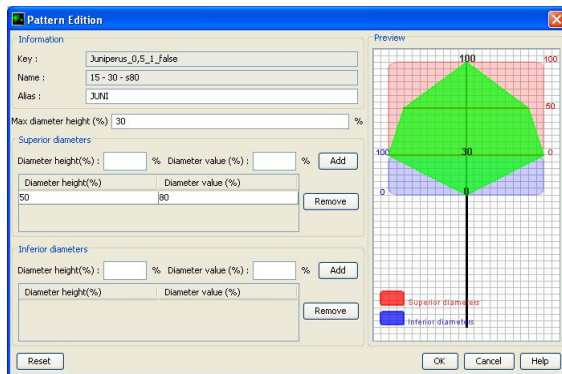 Pattern Edition
Information
Key : Juniperus_0,5_1_false
Name : 15 - 30 - s80
Alias : JUNI
Max diameter height (%) 30 %
Superior diameters
Diameter height(%) : % Diameter value (%) : % Add
Diameter height(%) Diameter value (%)
50 80
Remove
Inferior diameters
Diameter height(%) : % Diameter value (%) : % Add
Diameter height(%) Diameter value (%)
Remove
Preview
100 100
50
100 30 0
0 0
Superior diameters
Inferior diameters
Reset OK Cancel Help